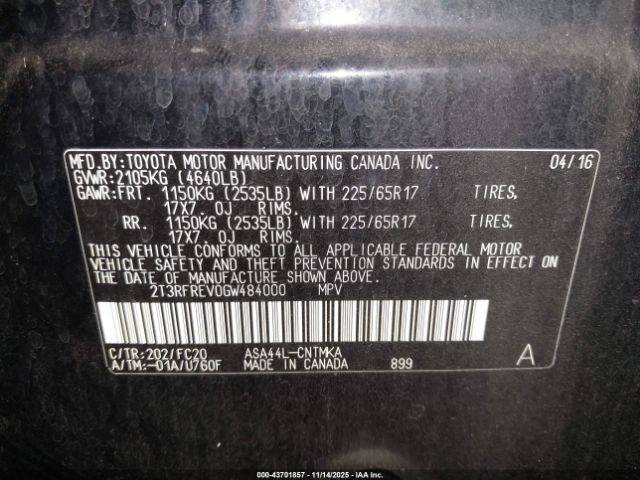 MFD.BY:TOYOTA MOTOR MANUFACTURING CANADA INC. 04/16
GVWR:2105KG (4640LB)
GAWR:FRT. 1150KG (2535LB) WITH 225/65R17 TIRES,
17X7.0J RIMS.
RR. 1150KG (2535LB) WITH 225/65R17 TIRES,
17X7.0J RIMS.
THIS VEHICLE CONFORMS TO ALL APPLICABLE FEDERAL MOTOR
VEHICLE SAFETY AND THEFT PREVENTION STANDARDS IN EFFECT ON
THE DATE OF MANUFACTURE SHOWN ABOVE.
2T3RFREV0GW484000 MPV
C/TR:202/FC20 ASA44L-CNTMKA A
A/TM:-01A/U760F MADE IN CANADA 899
000-43701857 - 11/14/2025 - IAA Inc.